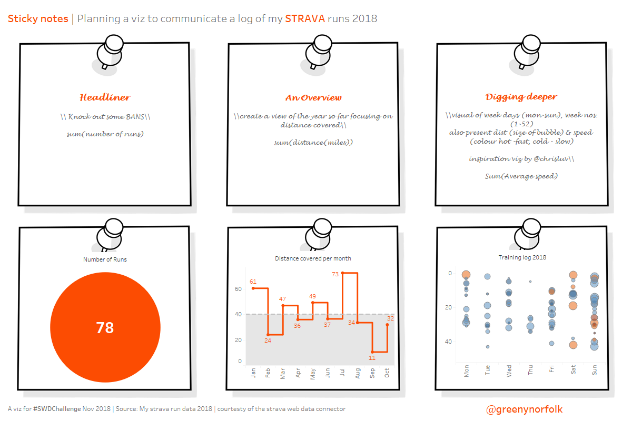 Sticky notes | Planning a viz to communicate a log of my STRAVA runs 2018
Headliner
\\ Knock out some BANS\\
sum(number of runs)
An Overview
\\create a view of the year so far focusing on
distance covered\\
sum(distance(miles))
Digging deeper
\\visual of week days (mon-sun), week nos
(1-52)
also present dist (size of bubble) & speed
(colour hot -fast, cold - slow)
inspiration viz by @chrisluv\\
Sum(Average speed)
Number of Runs
78
Distance covered per month
61
24
47
36
49
37
73
34
10
32
60
40
20
0
Jan
Feb
Mar
Apr
May
Jun
Jul
Aug
Sep
Oct
Training log 2018
0
20
40
Mon
Tue
Wed
Thu
Fri
Sat
Sun
A viz for #SWDChallenge Nov 2018 | Source. My strava run data 2018 | courtesty of the strava web data connector
@greenynorfolk